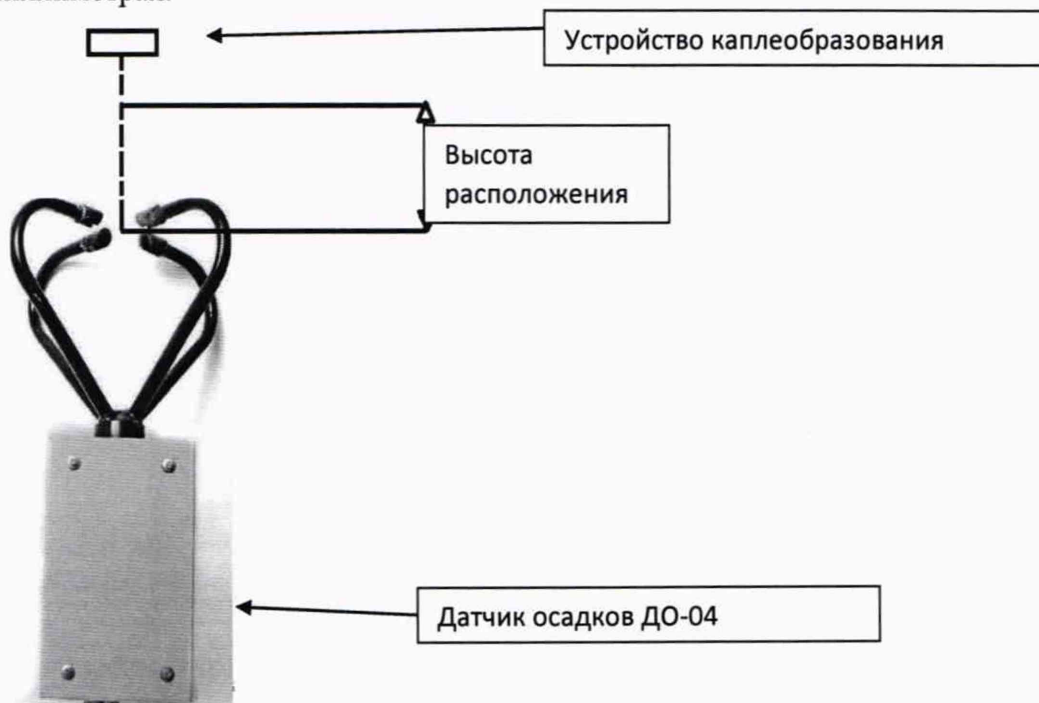 Устройство каплеобразования
Высота
расположения
Датчик осадков ДО-04